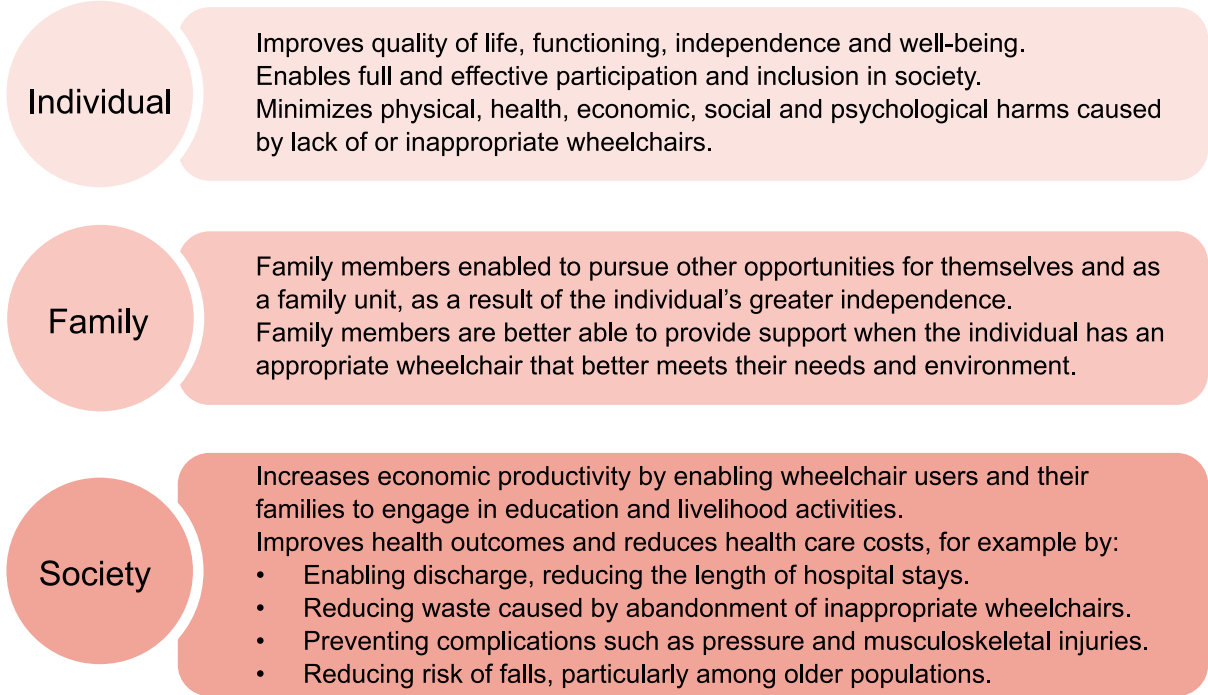 Individual
Improves quality of life, functioning, independence and well-being.
Enables full and effective participation and inclusion in society.
Minimizes physical, health, economic, social and psychological harms caused
by lack of or inappropriate wheelchairs.
Family
Family members enabled to pursue other opportunities for themselves and as
a family unit, as a result of the individual's greater independence.
Family members are better able to provide support when the individual has an
appropriate wheelchair that better meets their needs and environment.
Society
Increases economic productivity by enabling wheelchair users and their
families to engage in education and livelihood activities.
Improves health outcomes and reduces health care costs, for example by:
• Enabling discharge, reducing the length of hospital stays.
• Reducing waste caused by abandonment of inappropriate wheelchairs.
• Preventing complications such as pressure and musculoskeletal injuries.
• Reducing risk of falls, particularly among older populations.